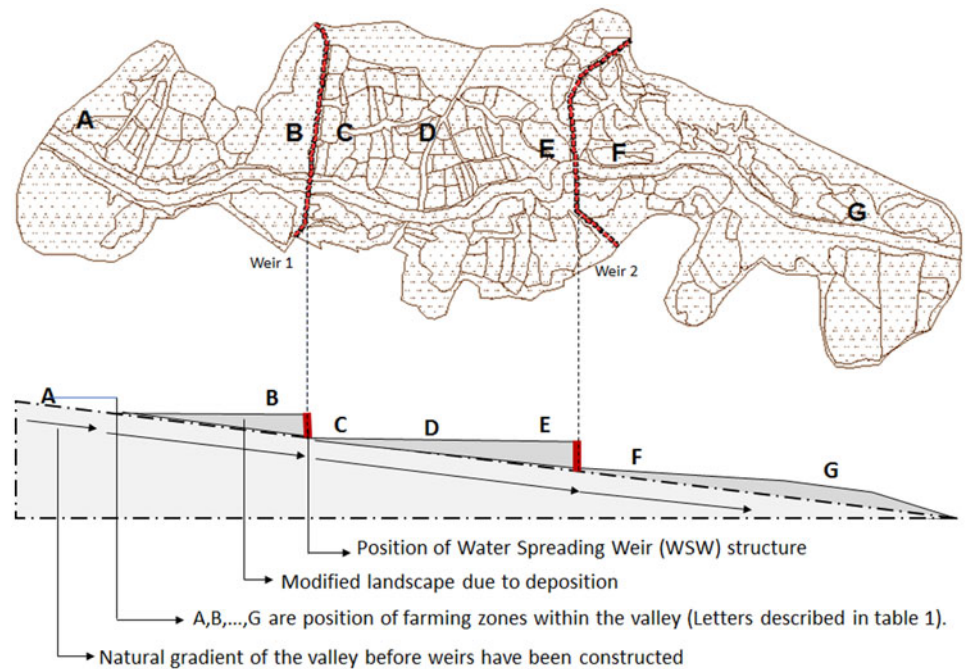 A B C D E F G
Weir 1 Weir 2
A B C D E F G
Position of Water Spreading Weir (WSW) structure
Modified landscape due to deposition
A,B,...,G are position of farming zones within the valley (Letters described in table 1).
Natural gradient of the valley before weirs have been constructed